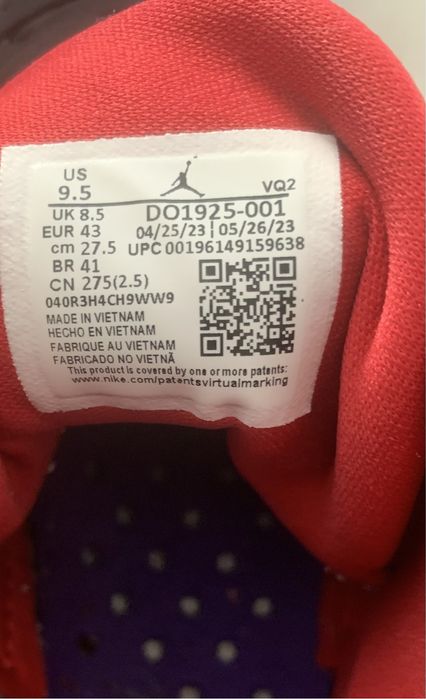 US
9.5
VQ2
UK 8.5
DO1925-001
EUR 43
04/25/23 | 05/26/23
cm 27.5
UPC 00196149159638
BR 41
CN 275(2.5)
040R3H4CH9WW9
MADE IN VIETNAM
HECHO EN VIETNAM
FABRIQUE AU VIETNAM
FABRICADO NO VIETNÃ
This product is covered by one or more patents:
www.nike.com/patentsvirtualmarking